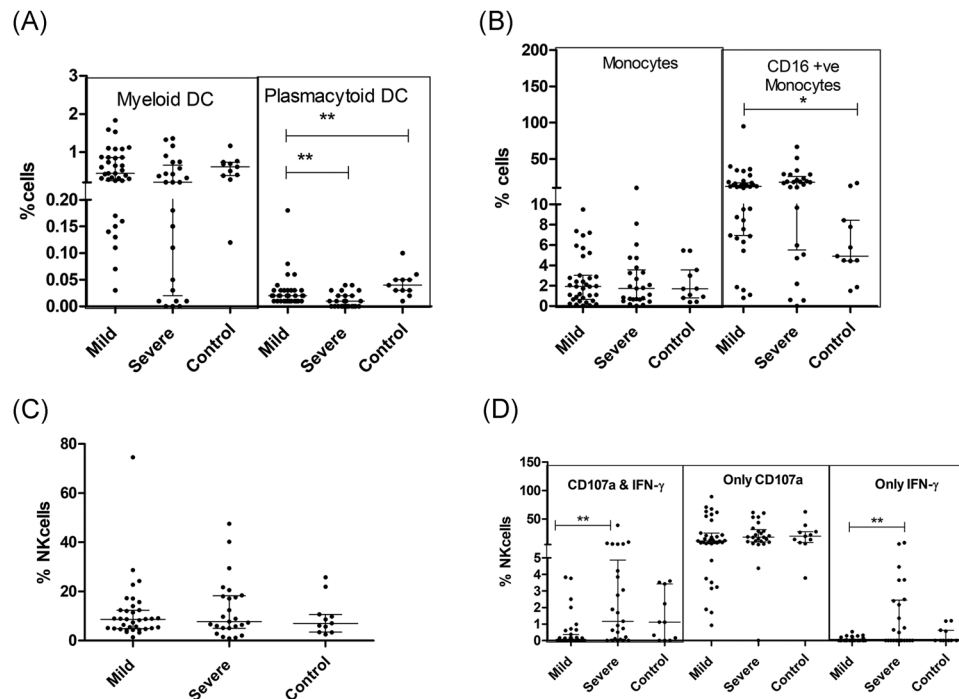 (A)
3
2
1
0.20
0.15
0.10
0.05
0.00
%cells
Myeloid DC
Plasmacytoid DC
**
**
Mild
Severe
Control
Mild
Severe
Control
(B)
200
150
100
50
10
8
6
4
2
0
% cells
Monocytes
CD16 +ve
Monocytes
*
Mild
Severe
Control
Mild
Severe
Control
(C)
80
60
40
20
0
% NKcells
Mild
Severe
Control
(D)
150
100
50
5
4
3
2
1
0
% NKcells
CD107a & IFN-γ
Only CD107a
Only IFN-γ
**
**
Mild
Severe
Control
Mild
Severe
Control
Mild
Severe
Control